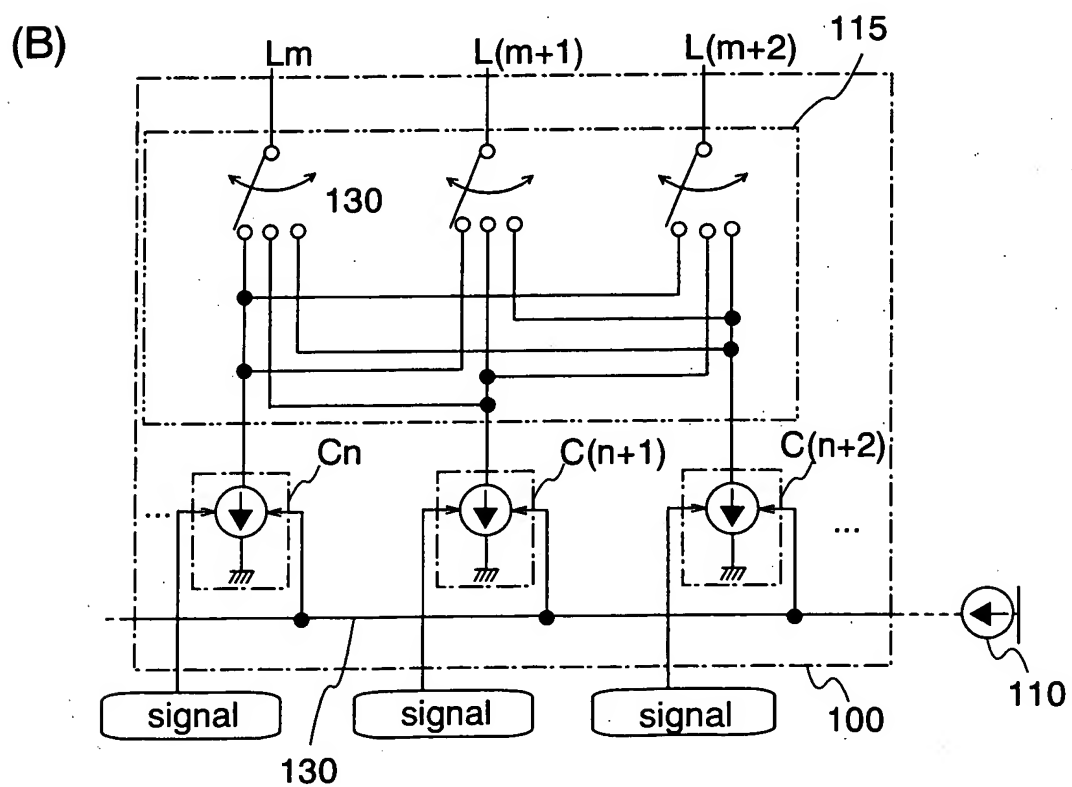 (B)
Lm
L(m+1)
L(m+2)
115
130
Cn
C(n+1)
C(n+2)
...
...
signal
signal
signal
100
110
130